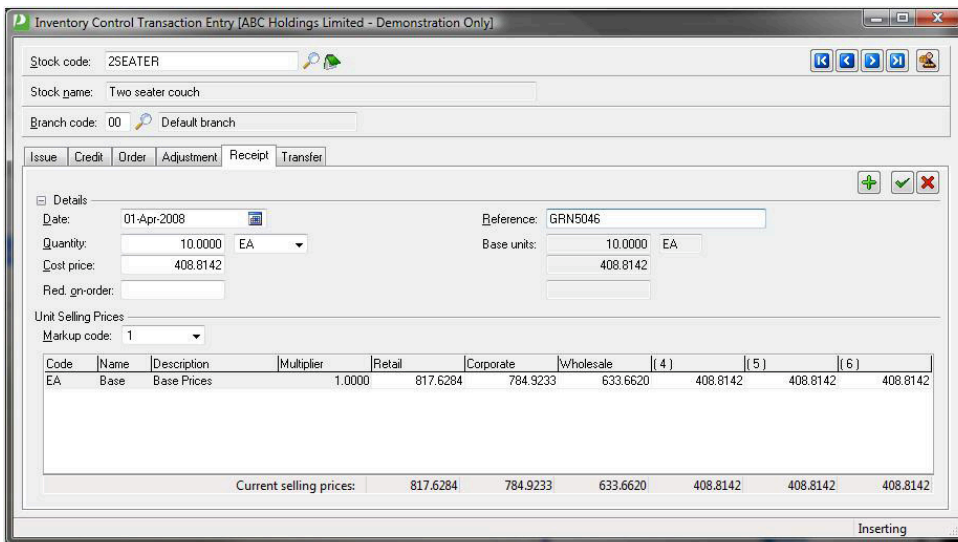 Inventory Control Transaction Entry [ABC Holdings Limited - Demonstration Only]
Stock code: 2SEATER
Stock name: Two seater couch
Branch code: 00 Default branch
Issue Credit Order Adjustment Receipt Transfer
Details
Date: 01-Apr-2008 Reference: GRN5046
Quantity: 10.0000 EA Base units: 10.0000 EA
Cost price: 408.8142 408.8142
Red. on-order:
Unit Selling Prices
Markup code: 1
Code Name Description Multiplier Retail Corporate Wholesale ( 4 ) ( 5 ) ( 6 )
EA Base Base Prices 1.0000 817.6284 784.9233 633.6620 408.8142 408.8142 408.8142
Current selling prices: 817.6284 784.9233 633.6620 408.8142 408.8142 408.8142
Inserting